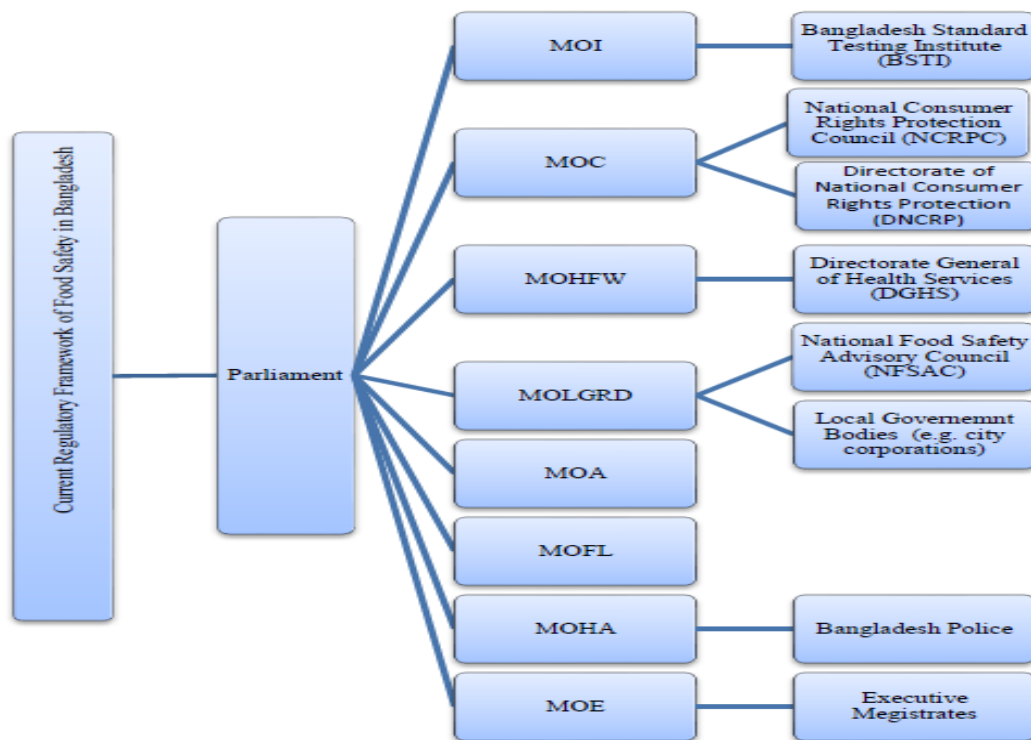 Current Regulatory Framework of Food Safety in Bangladesh
Parliament
MOI
Bangladesh Standard
Testing Institute
(BSTI)
MOC
National Consumer
Rights Protection
Council (NCRPC)
Directorate of
National Consumer
Rights Protection
(DNCRP)
MOHFW
Directorate General
of Health Services
(DGHS)
MOLGRD
National Food Safety
Advisory Council
(NFSAC)
Local Governemnt
Bodies (e.g. city
corporations)
MOA
MOFL
MOHA
Bangladesh Police
MOE
Executive
Megistrates